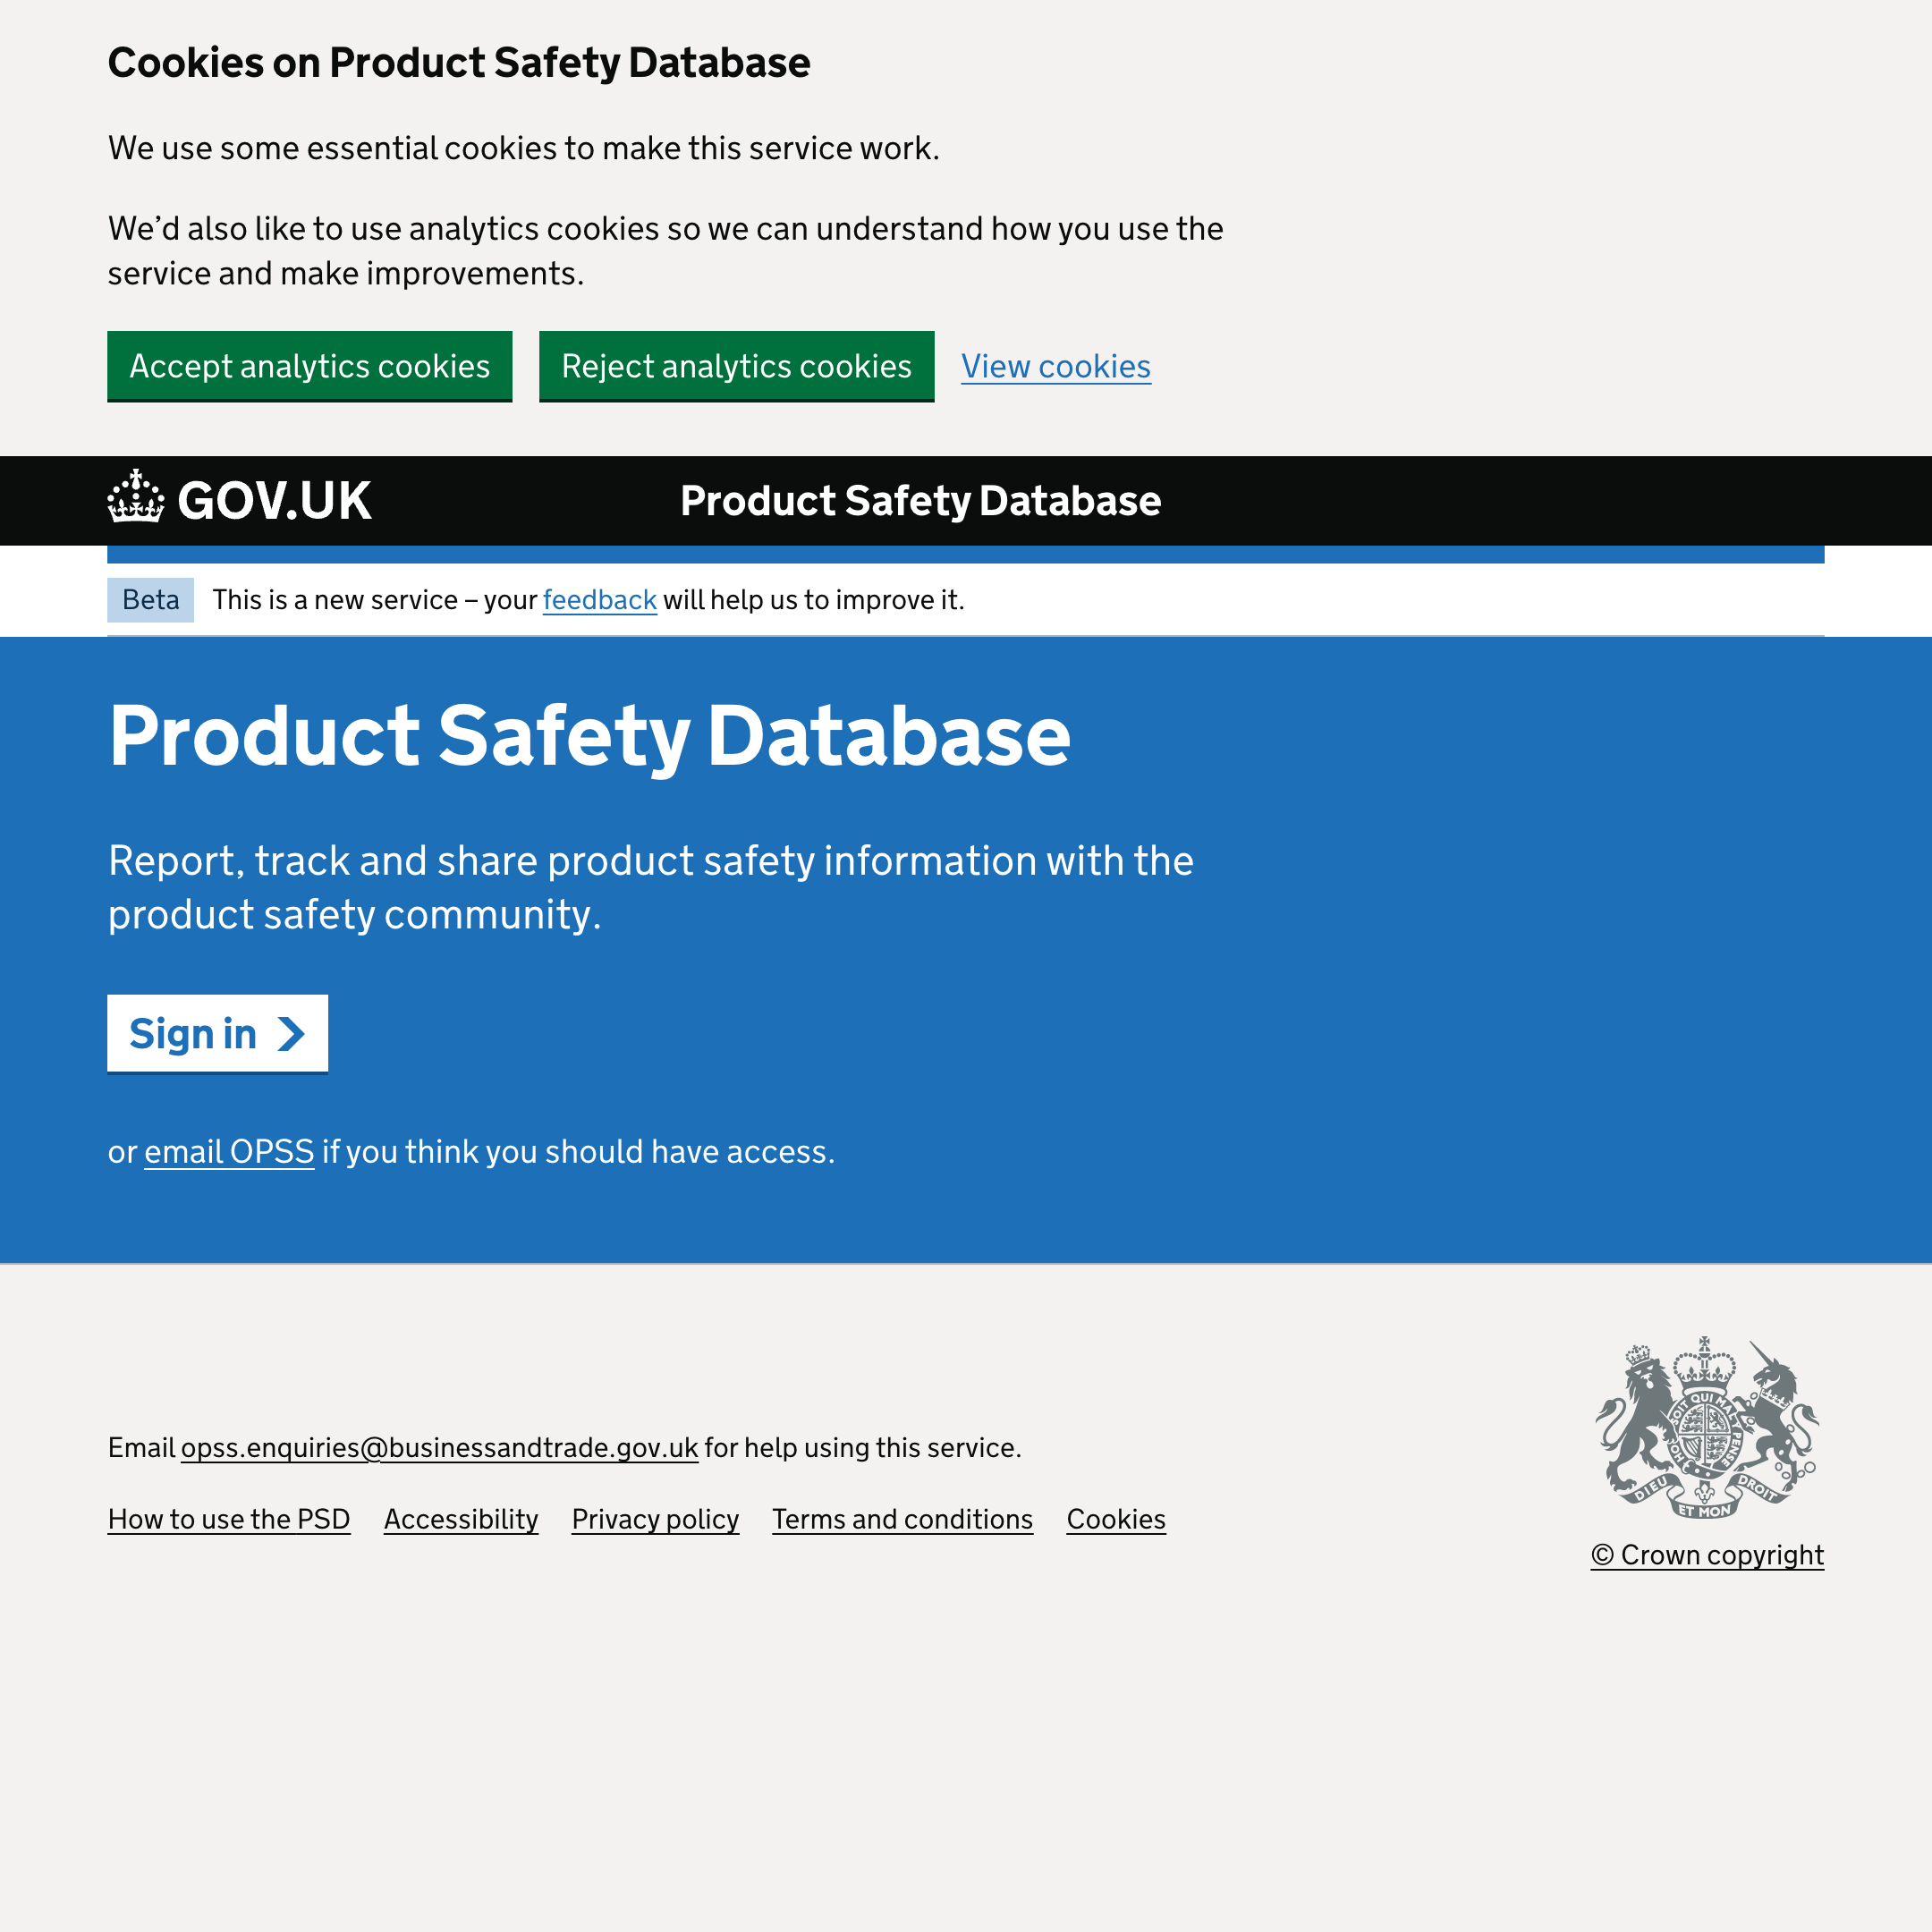 Cookies on Product Safety Database
We use some essential cookies to make this service work.
We’d also like to use analytics cookies so we can understand how you use the
service and make improvements.
Accept analytics cookies Reject analytics cookies View cookies
GOV.UK Product Safety Database
Beta This is a new service – your feedback will help us to improve it.
Product Safety Database
Report, track and share product safety information with the
product safety community.
Sign in
or email OPSS if you think you should have access.
Email opss.enquiries@businessandtrade.gov.uk for help using this service.
How to use the PSD Accessibility Privacy policy Terms and conditions Cookies
DIEU ET MON DROIT
© Crown copyright